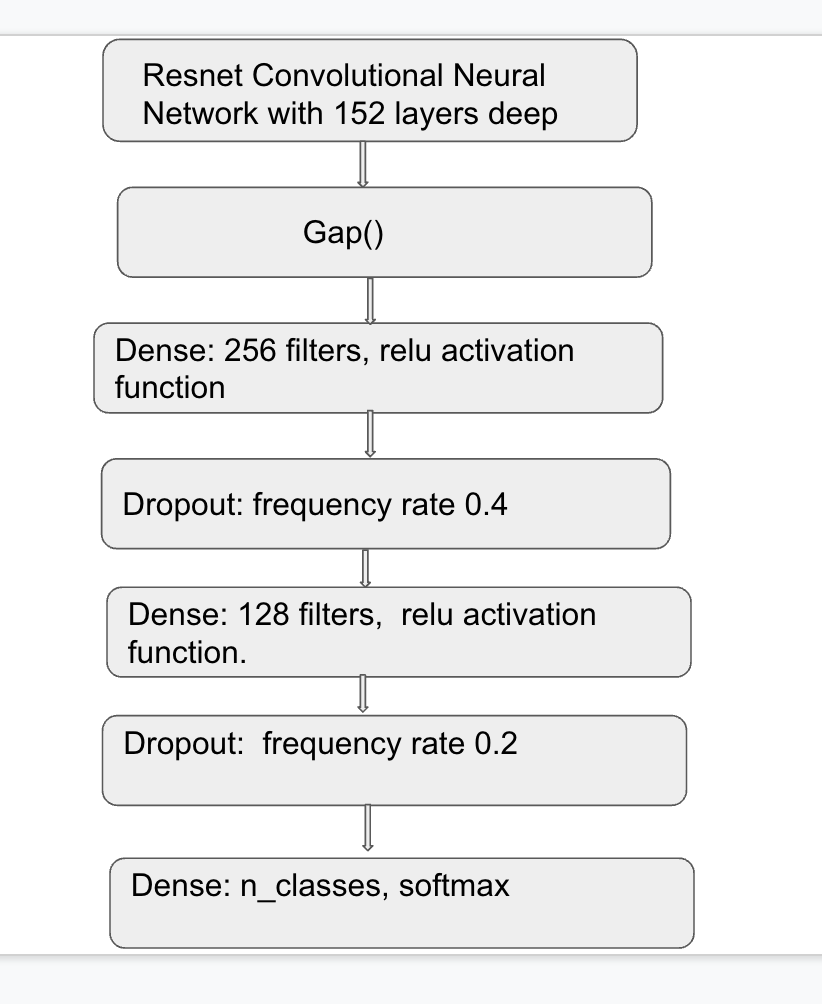 Resnet Convolutional Neural
Network with 152 layers deep
Gap()
Dense: 256 filters, relu activation
function
Dropout: frequency rate 0.4
Dense: 128 filters,  relu activation
function.
Dropout:  frequency rate 0.2
Dense: n_classes, softmax